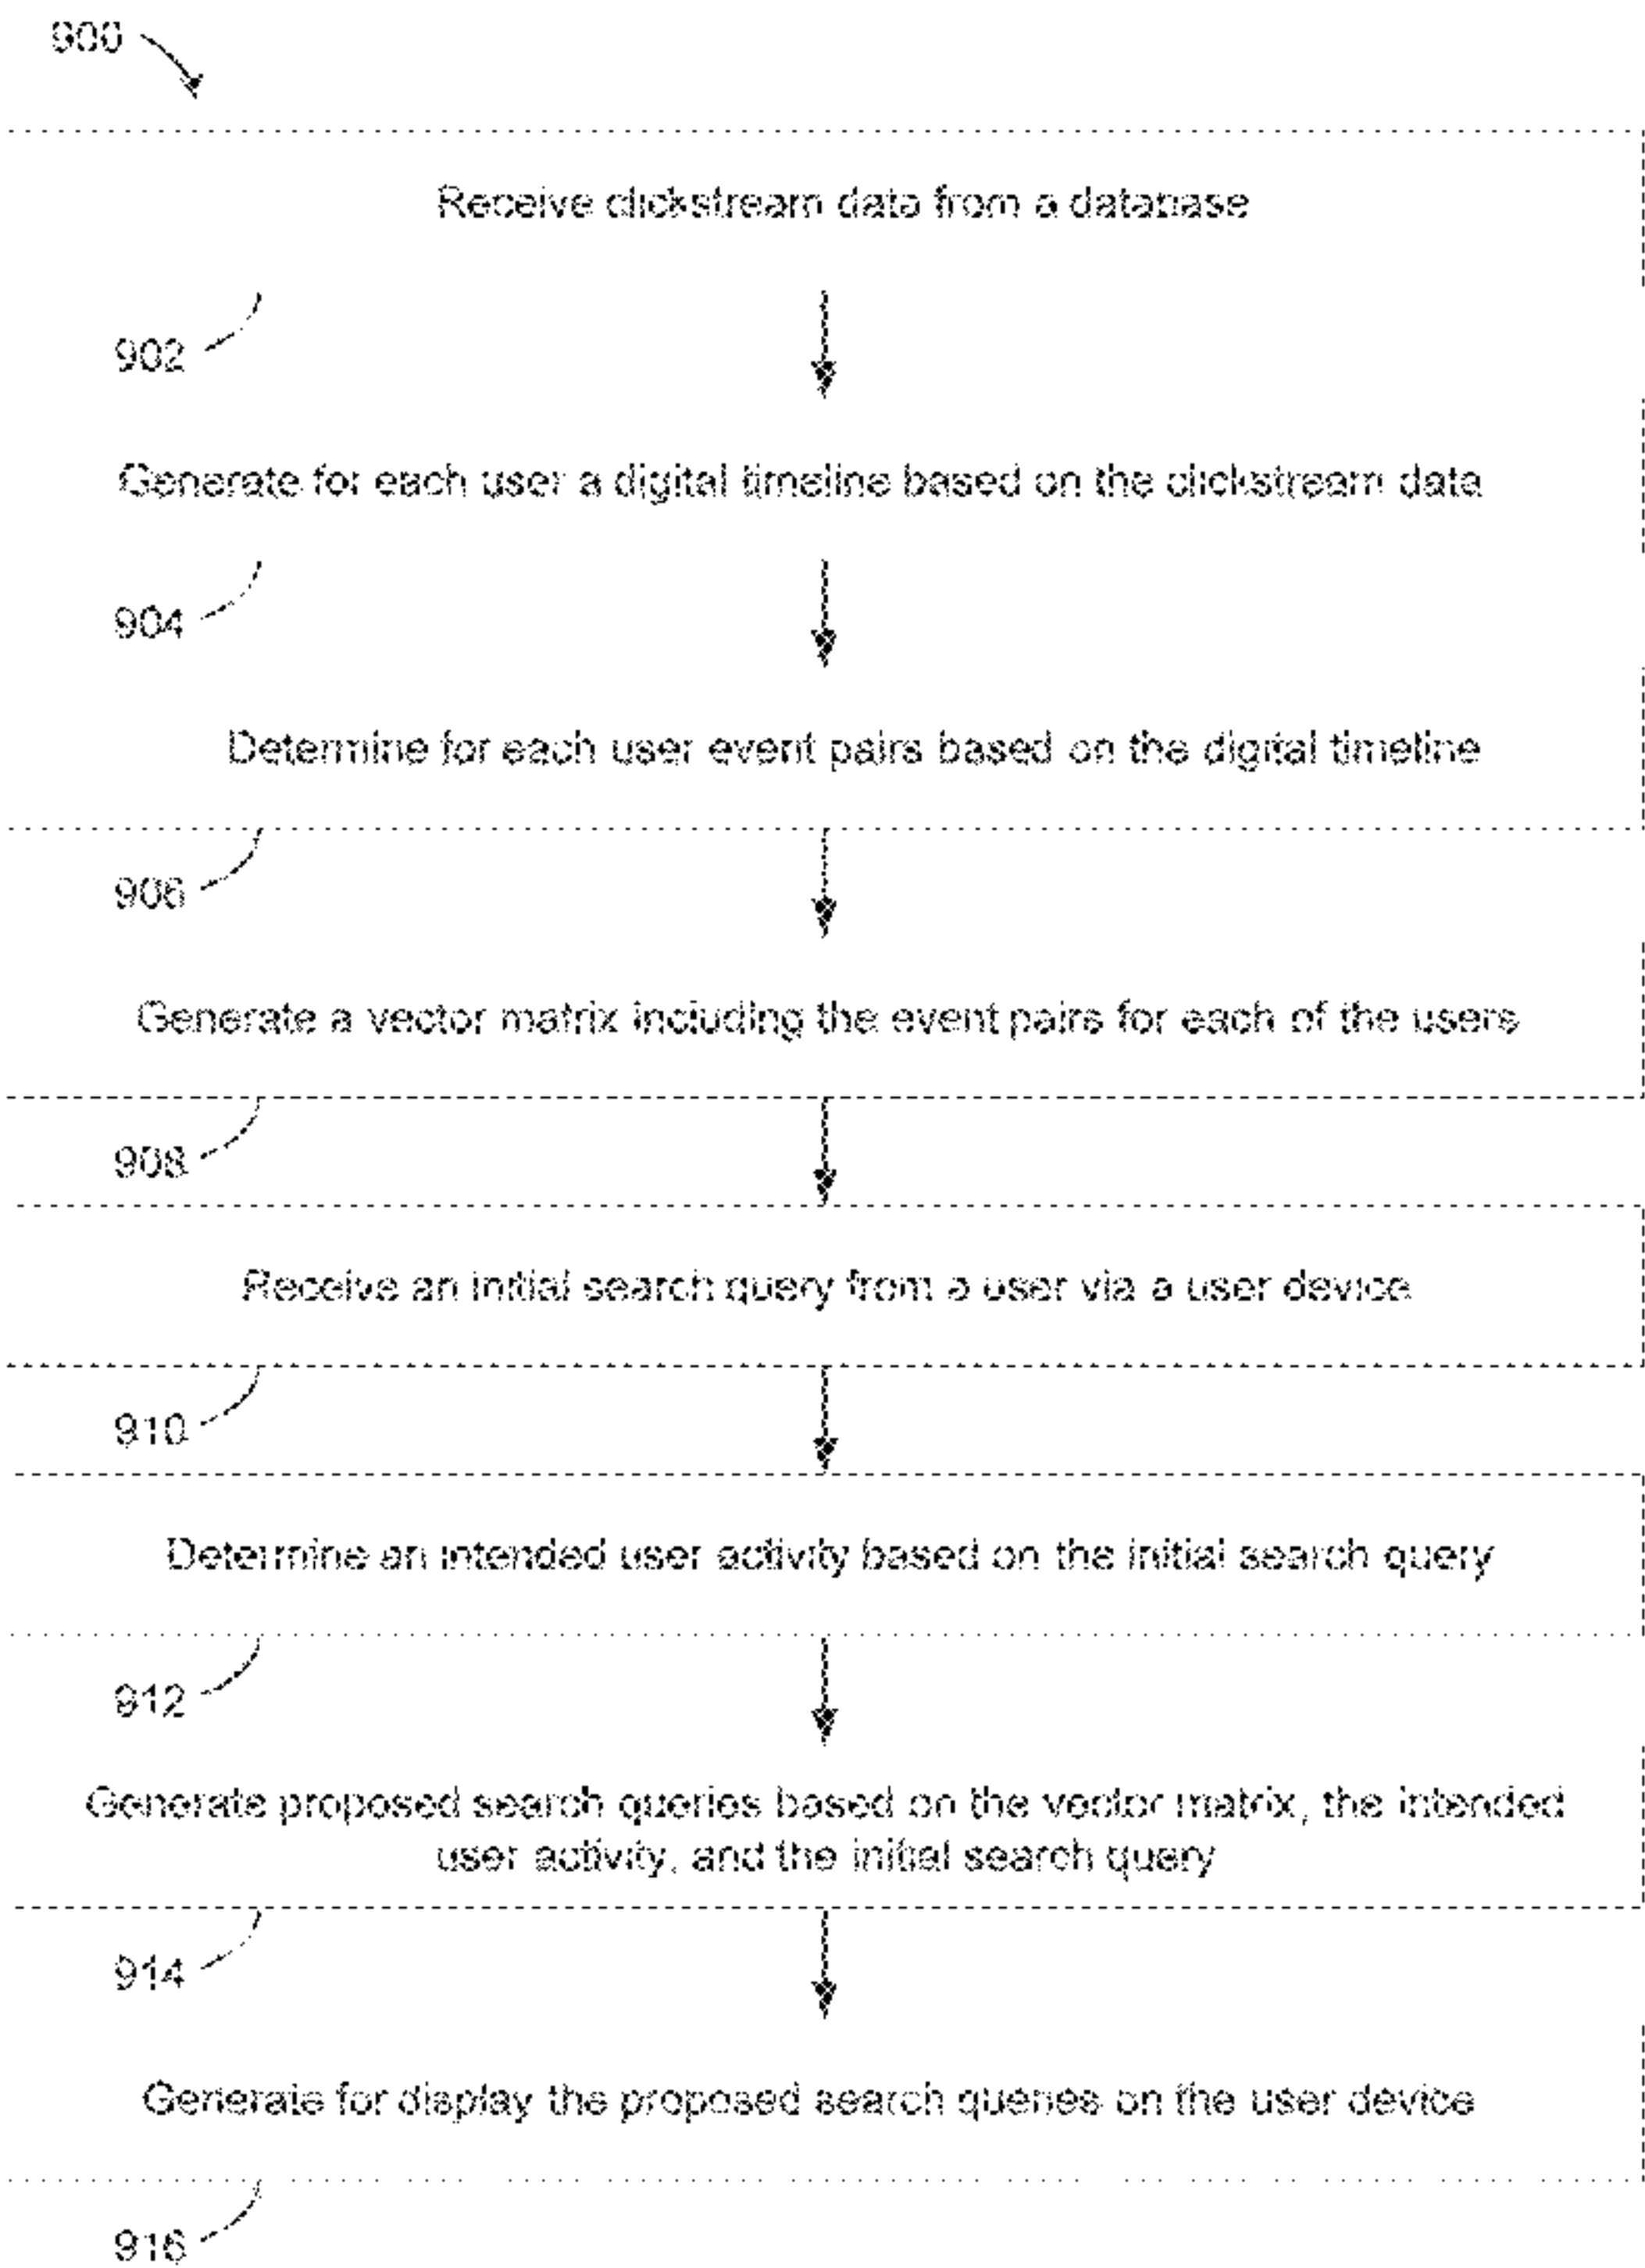 900
Receive clickstream data from a database
902
Generate for each user a digital timeline based on the clickstream data
904
Determine for each user event pairs based on the digital timeline
906
Generate a vector matrix including the event pairs for each of the users
908
Receive an initial search query from a user via a user device
910
Determine an intended user activity based on the initial search query
912
Generate proposed search queries based on the vector matrix, the intended
user activity, and the initial search query
914
Generate for display the proposed search queries on the user device
916